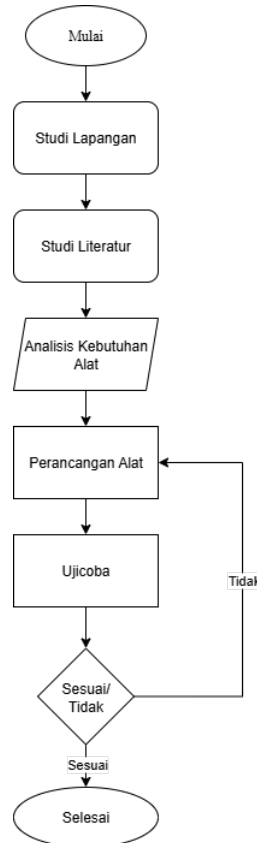 Mulai
Studi Lapangan
Studi Literatur
Analisis Kebutuhan
Alat
Perancangan Alat
Ujicoba
Tidak
Sesuai/
Tidak
Sesuai
Selesai